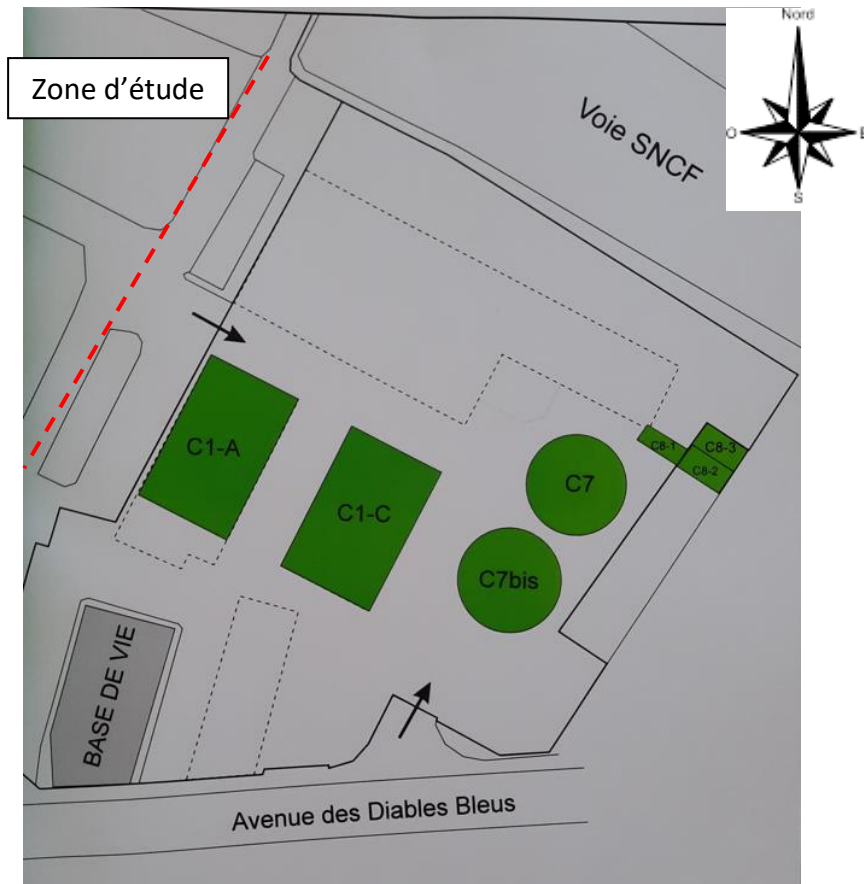 Nord
O
E
S
Zone d’étude
Voie SNCF
C1-A
C1-C
C7
C7bis
C8-1
C8-3
C8-2
BASE DE VIE
Avenue des Diables Bleus